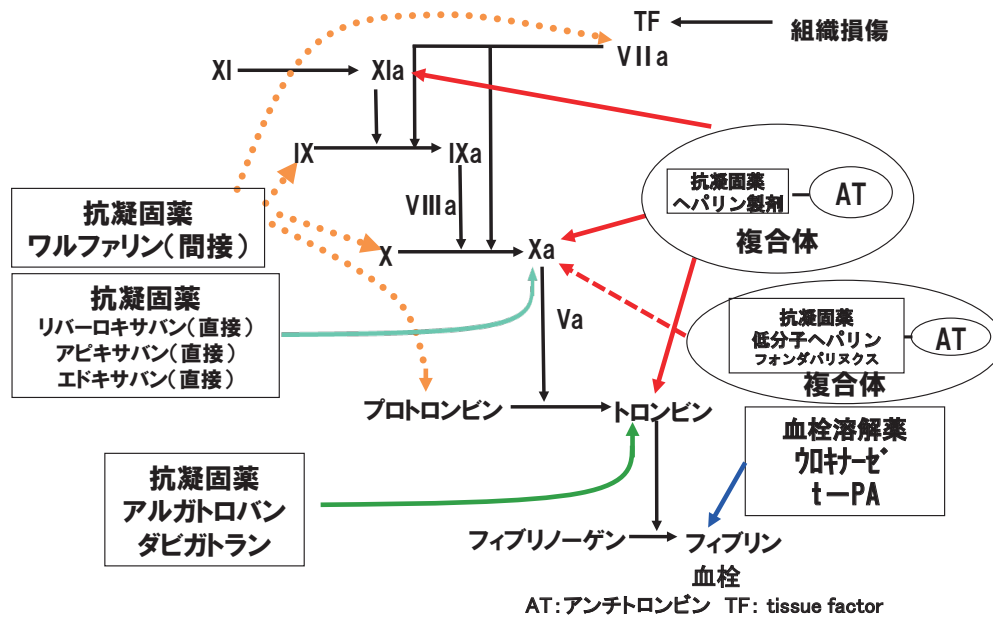 TF
組織損傷
VIIa
XI
XIa
IX
IXa
抗凝固薬
ヘパリン製剤
AT
複合体
VIIIa
抗凝固薬
ワルファリン(間接)
X
Xa
抗凝固薬
リバーロキサバン(直接)
アピキサバン(直接)
エドキサバン(直接)
Va
抗凝固薬
低分子ヘパリン
フォンダパリヌクス
AT
複合体
プロトロンビン
トロンビン
血栓溶解薬
ウロキナーゼ
t－PA
抗凝固薬
アルガトロバン
ダビガトラン
フィブリノーゲン
フィブリン
血栓
AT:アンチトロンビン TF: tissue factor